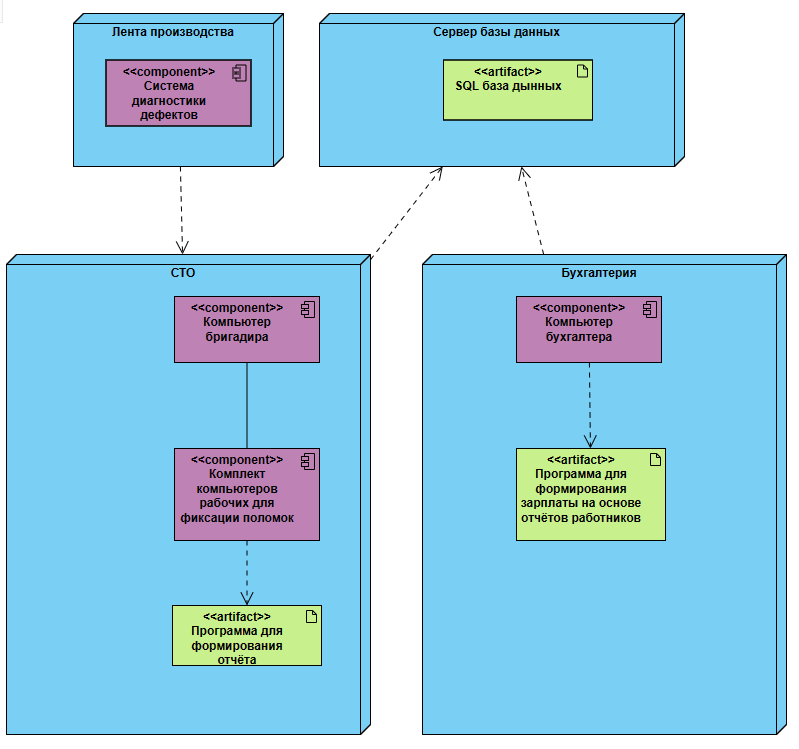 Лента производства
<<component>>
Система
диагностики
дефектов
Сервер базы данных
<<artifact>>
SQL база дынных
СТО
<<component>>
Компьютер
бригадира
<<component>>
Комплект
компьютеров
рабочих для
фиксации поломок
<<artifact>>
Программа для
формирования
отчёта
Бухгалтерия
<<component>>
Компьютер
бухгалтера
<<artifact>>
Программа для
формирования
зарплаты на основе
отчётов работников